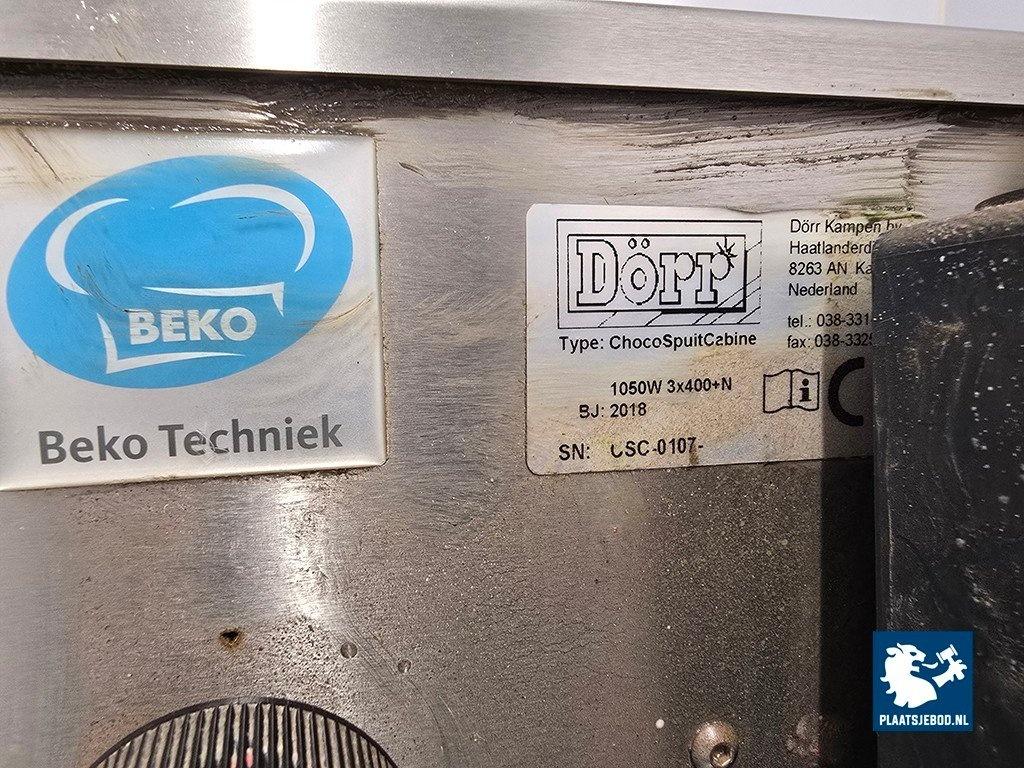 BEKO
Beko Techniek
Dörr
Type: ChocoSpuitCabine
1050W 3x400+N
BJ: 2018
SN: CSC-0107-
Dörr Kampen bv
8263 AN
Nederland
tel.: 038-331
fax: 038-332
PLAATSJEBOD.NL